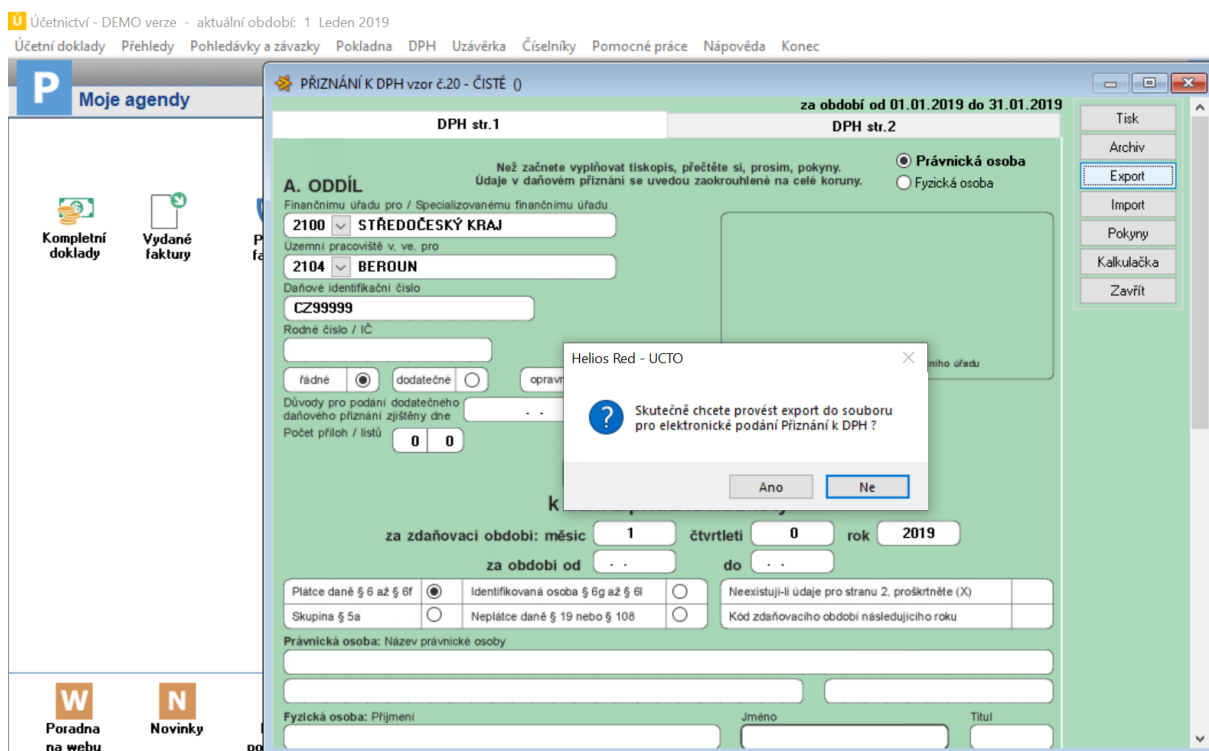 Účetnictví - DEMO verze - aktuální období: 1 Leden 2019
Účetní doklady Přehledy Pohledávky a závazky Pokladna DPH Uzávěrka Číselníky Pomocné práce Nápověda Konec
P
Moje agendy
Kompletní doklady
Vydané faktury
PŘIZNÁNÍ K DPH vzor č.20 - ČISTÉ ()
za období od 01.01.2019 do 31.01.2019
DPH str.1
DPH str.2
Než začnete vyplňovat tiskopis, přečtěte si, prosím, pokyny.
Údaje v daňovém přiznání se uvedou zaokrouhlené na celé koruny.
Právnická osoba
Fyzická osoba
A. ODDÍL
Finančnímu úřadu pro / Specializovanému finančnímu úřadu
2100 STŘEDOČESKÝ KRAJ
Územní pracoviště v, ve, pro
2104 BEROUN
Daňové identifikační číslo
CZ99999
Rodné číslo / IČ
řádné
dodatečné
opravn
Důvody pro podání dodatečného
daňového přiznání zjištěny dne
. .
Počet příloh / listů
0 0
Helios Red - UCTO
Skutečně chcete provést export do souboru
pro elektronické podání Přiznání k DPH ?
Ano
Ne
ního úřadu
k
za zdaňovací období: měsíc 1 čtvrtletí 0 rok 2019
za období od . . do . .
Plátce daně § 6 až § 6f
Identifikovaná osoba § 6g až § 6l
Neexistují-li údaje pro stranu 2, proškrtněte (X)
Skupina § 5a
Neplátce daně § 19 nebo § 108
Kód zdaňovacího období následujícího roku
Právnická osoba: Název právnické osoby
Fyzická osoba: Příjmení
Jméno
Titul
Tisk
Archiv
Export
Import
Pokyny
Kalkulačka
Zavřít
W
Poradna
na webu
N
Novinky